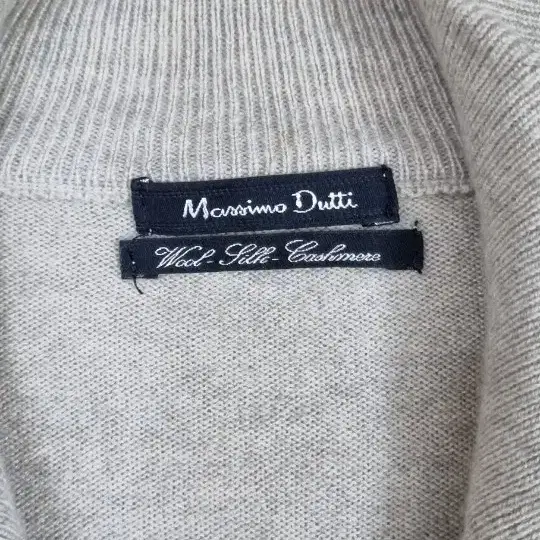 Massimo Dutti
Wool - Silk - Cashmere